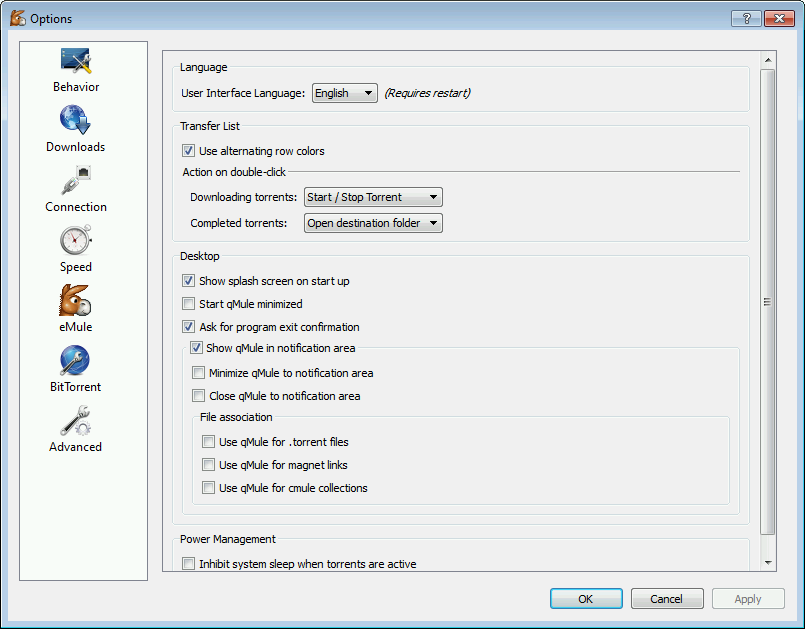 Options
Behavior
Downloads
Connection
Speed
eMule
BitTorrent
Advanced
Language
User Interface Language: English (Requires restart)
Transfer List
Use alternating row colors
Action on double-click
Downloading torrents: Start / Stop Torrent
Completed torrents: Open destination folder
Desktop
Show splash screen on start up
Start qMule minimized
Ask for program exit confirmation
Show qMule in notification area
Minimize qMule to notification area
Close qMule to notification area
File association
Use qMule for .torrent files
Use qMule for magnet links
Use qMule for cmule collections
Power Management
Inhibit system sleep when torrents are active
OK Cancel Apply